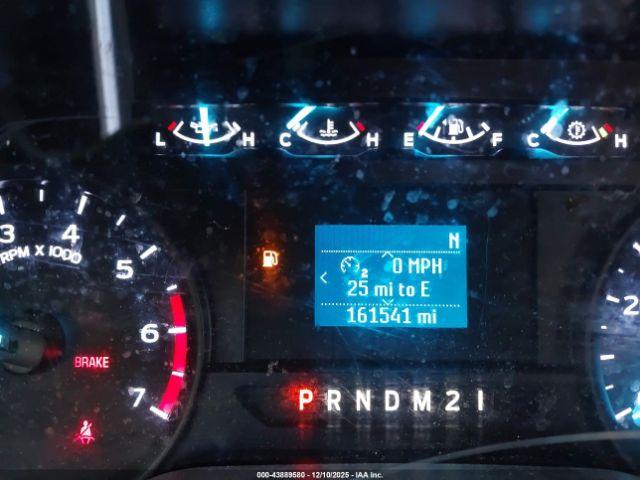 L H C H E F C H
3 4 5 6 7
RPM X 1000
N
2 0 MPH
25 mi to E
161541 mi
BRAKE
P R N D M 2 1
2
000-43889580 - 12/10/2025 - IAA Inc.